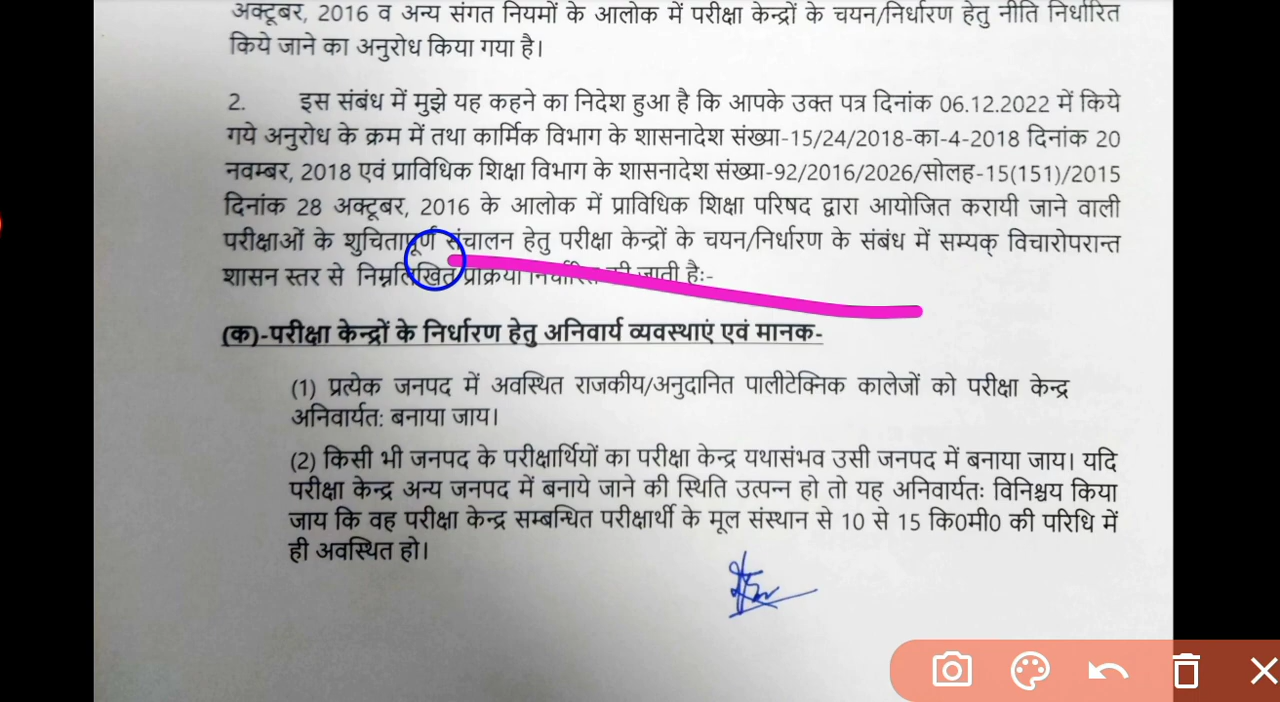 अक्टूबर, 2016 व अन्य संगत नियमों के आलोक में परीक्षा केन्द्रों के चयन/निर्धारण हेतु नीति निर्धारित
किये जाने का अनुरोध किया गया है।
2. इस संबंध में मुझे यह कहने का निदेश हुआ है कि आपके उक्त पत्र दिनांक 06.12.2022 में किये
गये अनुरोध के क्रम में तथा कार्मिक विभाग के शासनादेश संख्या-15/24/2018-का-4-2018 दिनांक 20
नवम्बर, 2018 एवं प्राविधिक शिक्षा विभाग के शासनादेश संख्या-92/2016/2026/सोलह-15(151)/2015
दिनांक 28 अक्टूबर, 2016 के आलोक में प्राविधिक शिक्षा परिषद द्वारा आयोजित करायी जाने वाली
परीक्षाओं के शुचितापूर्ण संचालन हेतु परीक्षा केन्द्रों के चयन/निर्धारण के संबंध में सम्यक् विचारोपरान्त
शासन स्तर से निम्नलिखित प्रक्रिया निर्धारित की जाती है:-
(क)-परीक्षा केन्द्रों के निर्धारण हेतु अनिवार्य व्यवस्थाएं एवं मानक-
(1) प्रत्येक जनपद में अवस्थित राजकीय/अनुदानित पालीटेक्निक कालेजों को परीक्षा केन्द्र
अनिवार्यत: बनाया जाय।
(2) किसी भी जनपद के परीक्षार्थियों का परीक्षा केन्द्र यथासंभव उसी जनपद में बनाया जाय। यदि
परीक्षा केन्द्र अन्य जनपद में बनाये जाने की स्थिति उत्पन्न हो तो यह अनिवार्यतः विनिश्चय किया
जाय कि वह परीक्षा केन्द्र सम्बन्धित परीक्षार्थी के मूल संस्थान से 10 से 15 कि0मी0 की परिधि में
ही अवस्थित हो।